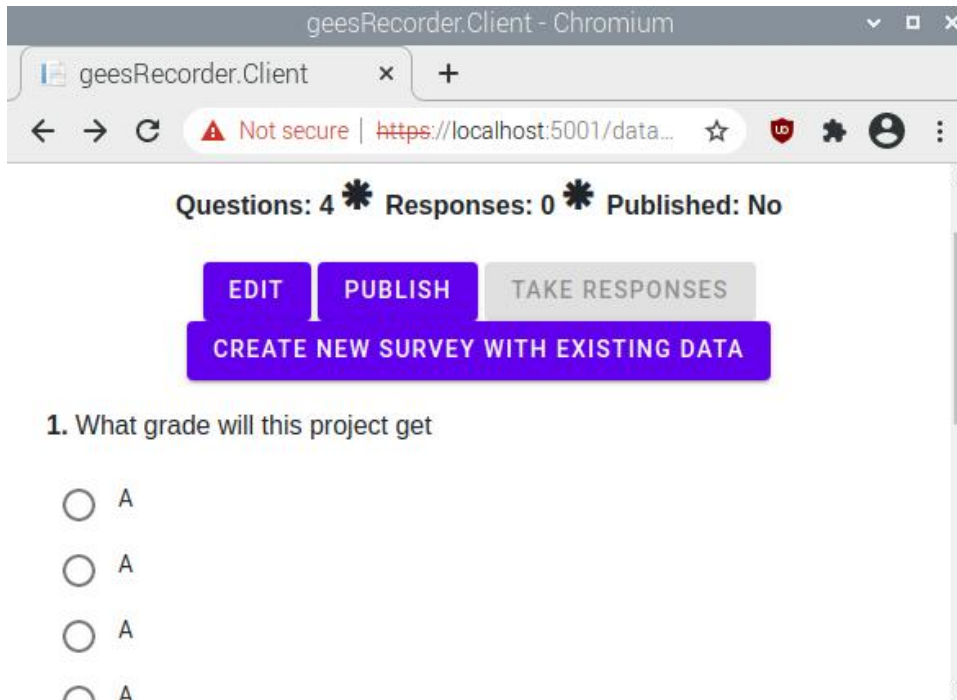 geesRecorder.Client - Chromium
geesRecorder.Client
Not secure | https://localhost:5001/data...
Questions: 4 ✱ Responses: 0 ✱ Published: No
EDIT PUBLISH TAKE RESPONSES
CREATE NEW SURVEY WITH EXISTING DATA
1. What grade will this project get
A
A
A
A